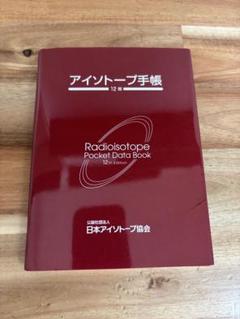 アイソトープ手帳
12版
Radioisotope
Pocket Data Book
12th Edition
公益社団法人
日本アイソトープ協会